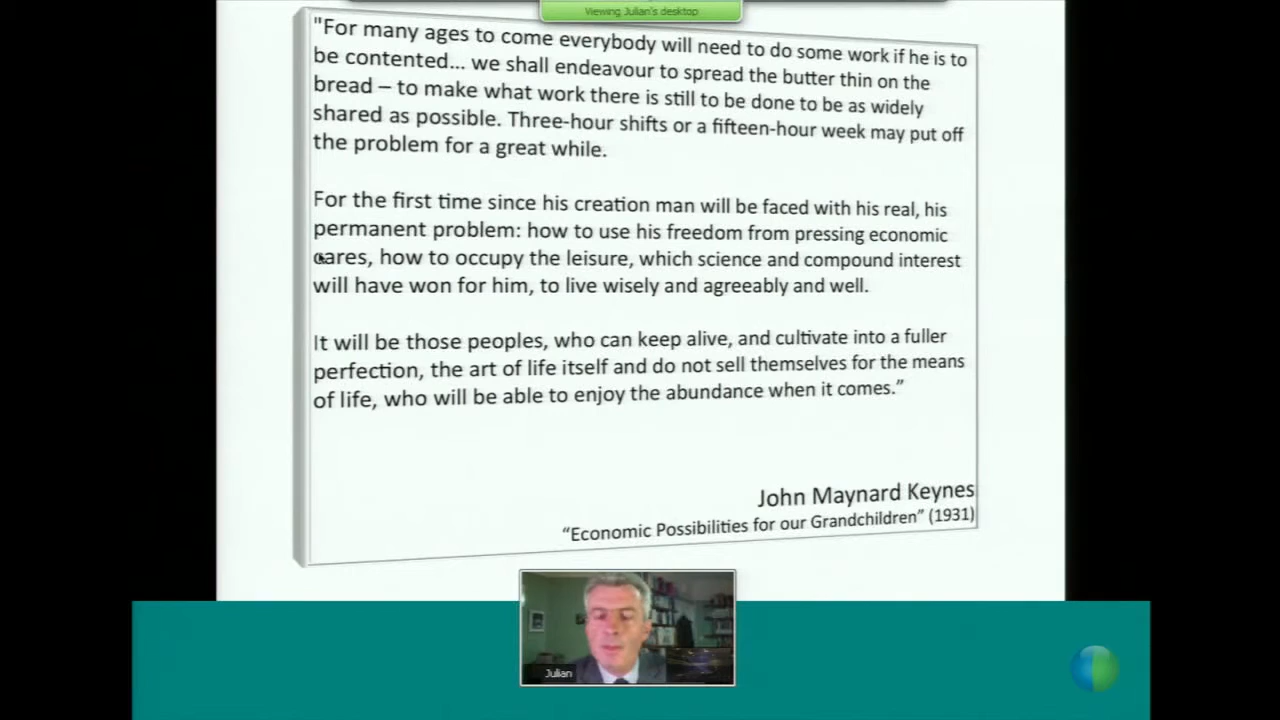 Viewing Julian's desktop
"For many ages to come everybody will need to do some work if he is to
be contented... we shall endeavour to spread the butter thin on the
bread – to make what work there is still to be done to be as widely
shared as possible. Three-hour shifts or a fifteen-hour week may put off
the problem for a great while.
For the first time since his creation man will be faced with his real, his
permanent problem: how to use his freedom from pressing economic
cares, how to occupy the leisure, which science and compound interest
will have won for him, to live wisely and agreeably and well.
It will be those peoples, who can keep alive, and cultivate into a fuller
perfection, the art of life itself and do not sell themselves for the means
of life, who will be able to enjoy the abundance when it comes.”
John Maynard Keynes
“Economic Possibilities for our Grandchildren” (1931)
Julian